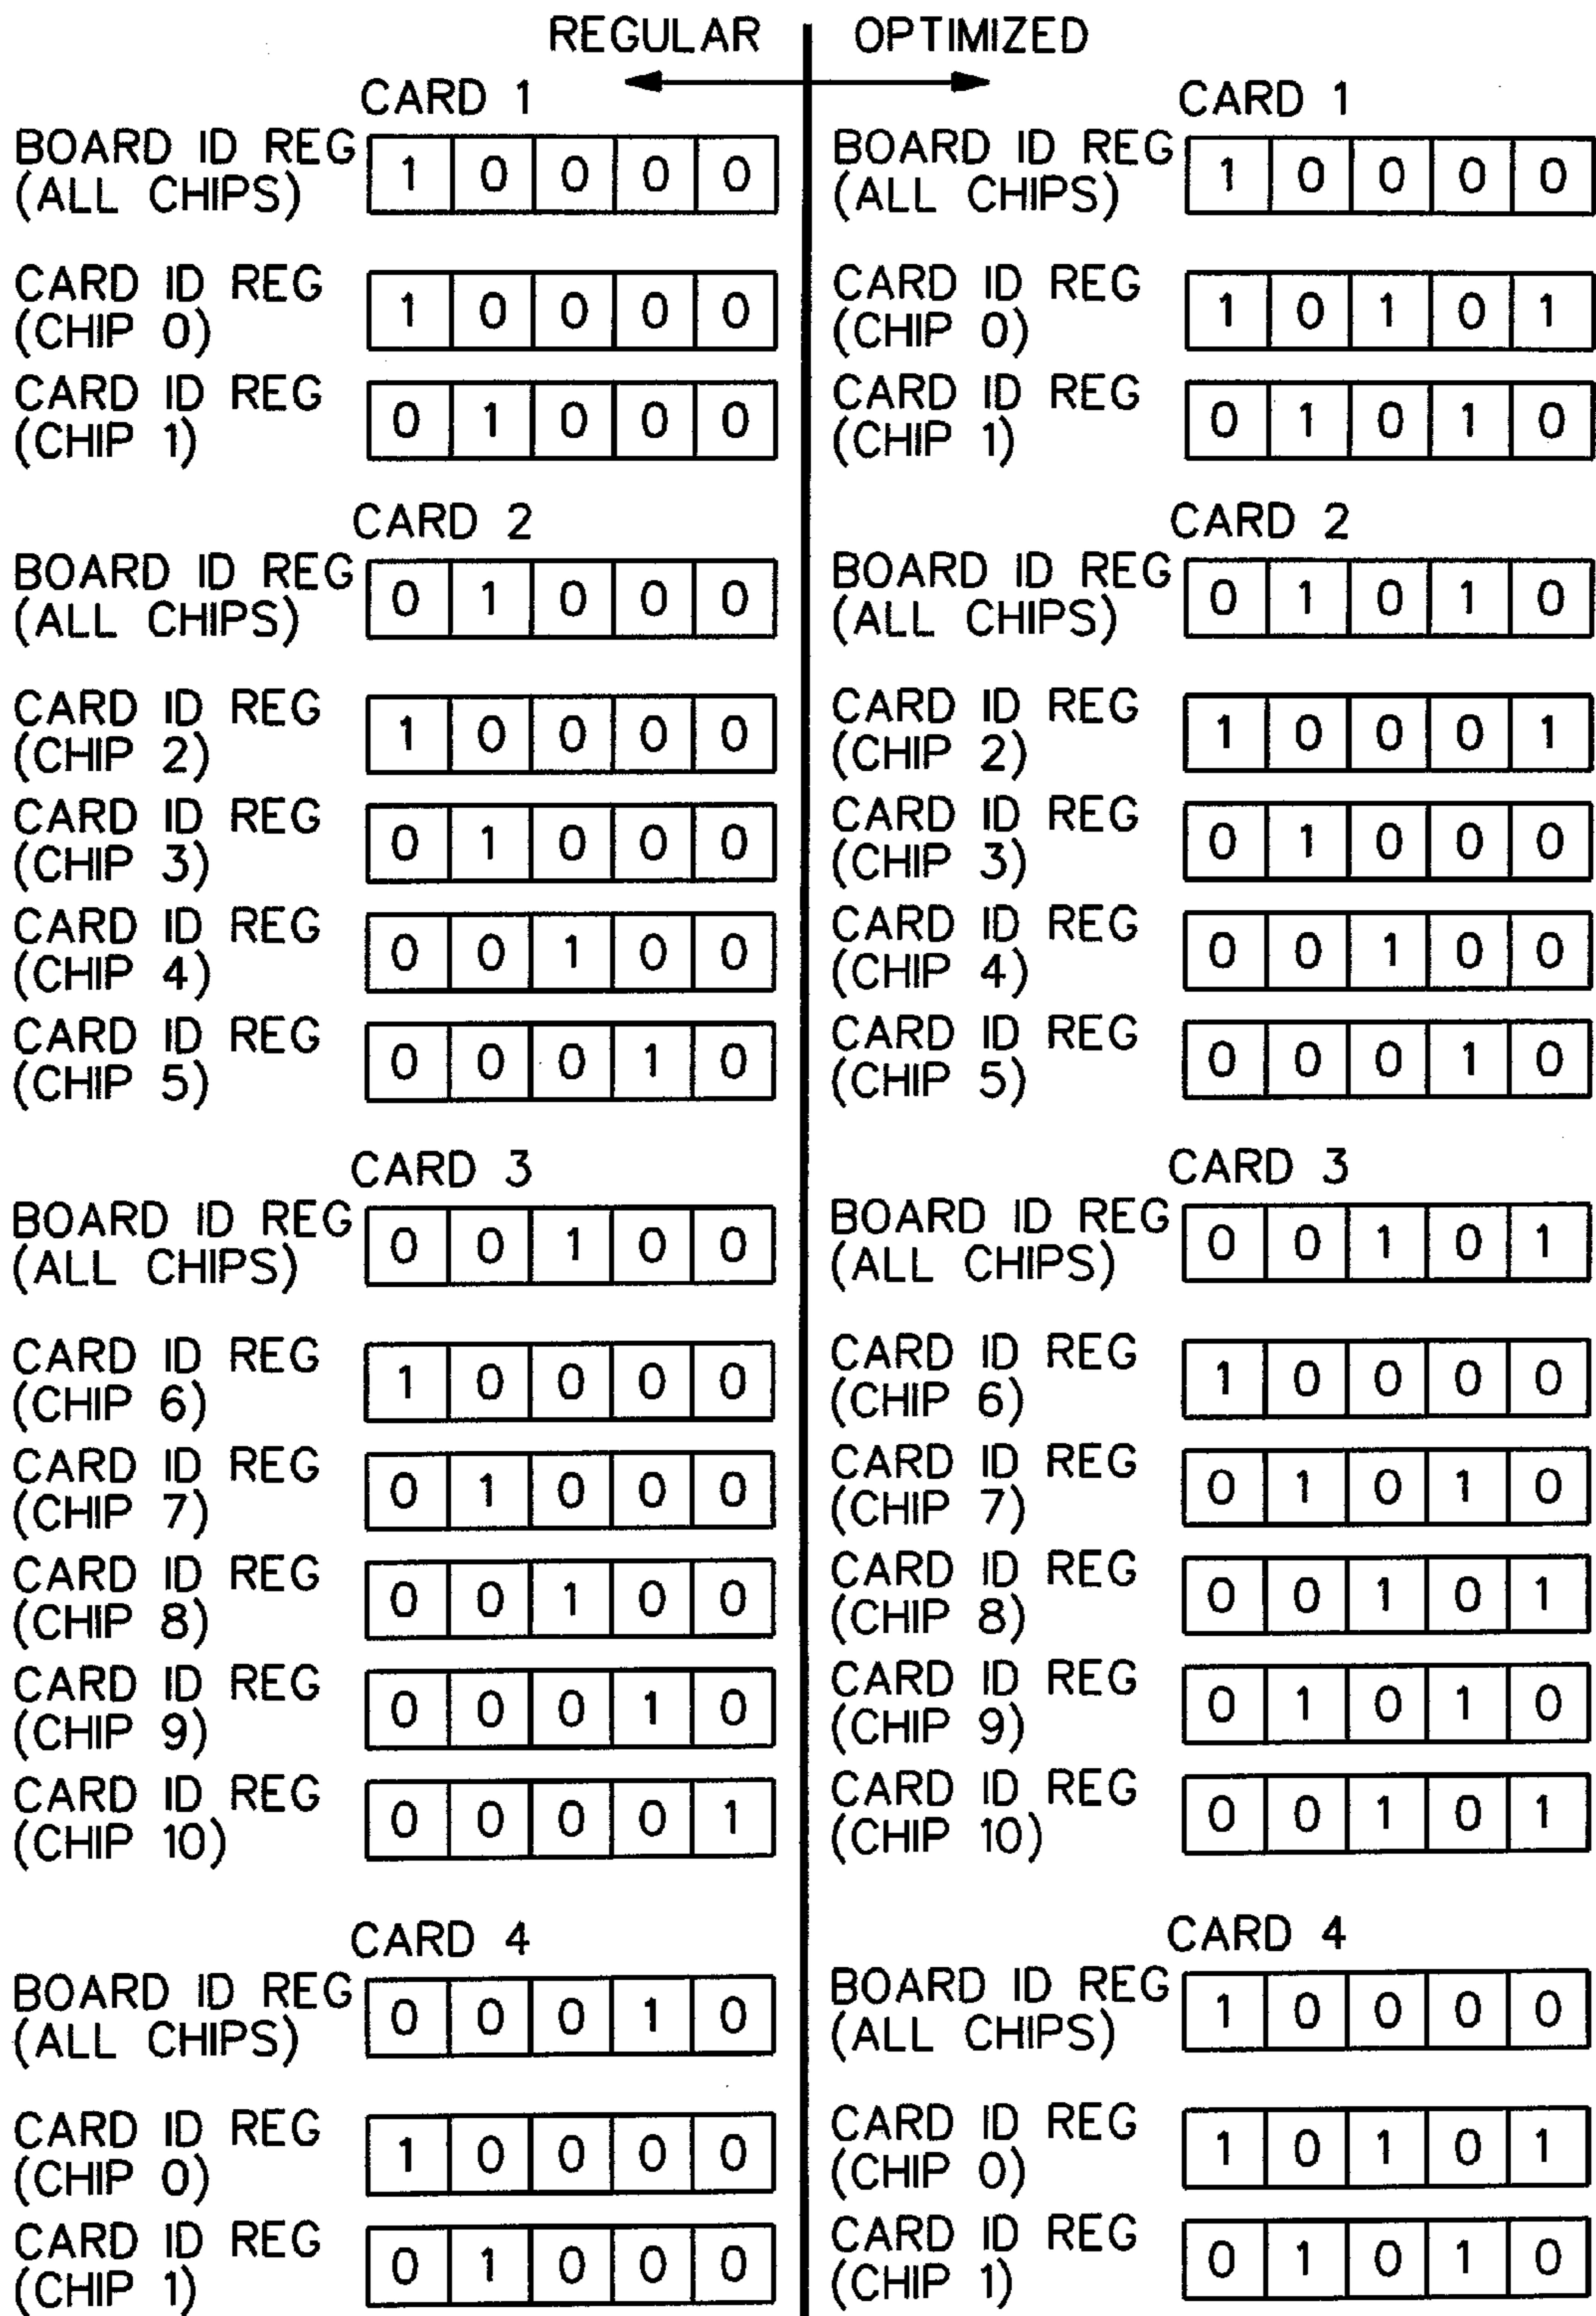 REGULAR OPTIMIZED
CARD 1
BOARD ID REG 1 0 0 0 0
(ALL CHIPS)
CARD ID REG 1 0 0 0 0
(CHIP 0)
CARD ID REG 0 1 0 0 0
(CHIP 1)
CARD 2
BOARD ID REG 0 1 0 0 0
(ALL CHIPS)
CARD ID REG 1 0 0 0 0
(CHIP 2)
CARD ID REG 0 1 0 0 0
(CHIP 3)
CARD ID REG 0 0 1 0 0
(CHIP 4)
CARD ID REG 0 0 0 1 0
(CHIP 5)
CARD 3
BOARD ID REG 0 0 1 0 0
(ALL CHIPS)
CARD ID REG 1 0 0 0 0
(CHIP 6)
CARD ID REG 0 1 0 0 0
(CHIP 7)
CARD ID REG 0 0 1 0 0
(CHIP 8)
CARD ID REG 0 0 0 1 0
(CHIP 9)
CARD ID REG 0 0 0 0 1
(CHIP 10)
CARD 4
BOARD ID REG 0 0 0 1 0
(ALL CHIPS)
CARD ID REG 1 0 0 0 0
(CHIP 0)
CARD ID REG 0 1 0 0 0
(CHIP 1)
CARD 1
BOARD ID REG 1 0 0 0 0
(ALL CHIPS)
CARD ID REG 1 0 1 0 1
(CHIP 0)
CARD ID REG 0 1 0 1 0
(CHIP 1)
CARD 2
BOARD ID REG 0 1 0 1 0
(ALL CHIPS)
CARD ID REG 1 0 0 0 1
(CHIP 2)
CARD ID REG 0 1 0 0 0
(CHIP 3)
CARD ID REG 0 0 1 0 0
(CHIP 4)
CARD ID REG 0 0 0 1 0
(CHIP 5)
CARD 3
BOARD ID REG 0 0 1 0 1
(ALL CHIPS)
CARD ID REG 1 0 0 0 0
(CHIP 6)
CARD ID REG 0 1 0 1 0
(CHIP 7)
CARD ID REG 0 0 1 0 1
(CHIP 8)
CARD ID REG 0 1 0 1 0
(CHIP 9)
CARD ID REG 0 0 1 0 1
(CHIP 10)
CARD 4
BOARD ID REG 1 0 0 0 0
(ALL CHIPS)
CARD ID REG 1 0 1 0 1
(CHIP 0)
CARD ID REG 0 1 0 1 0
(CHIP 1)